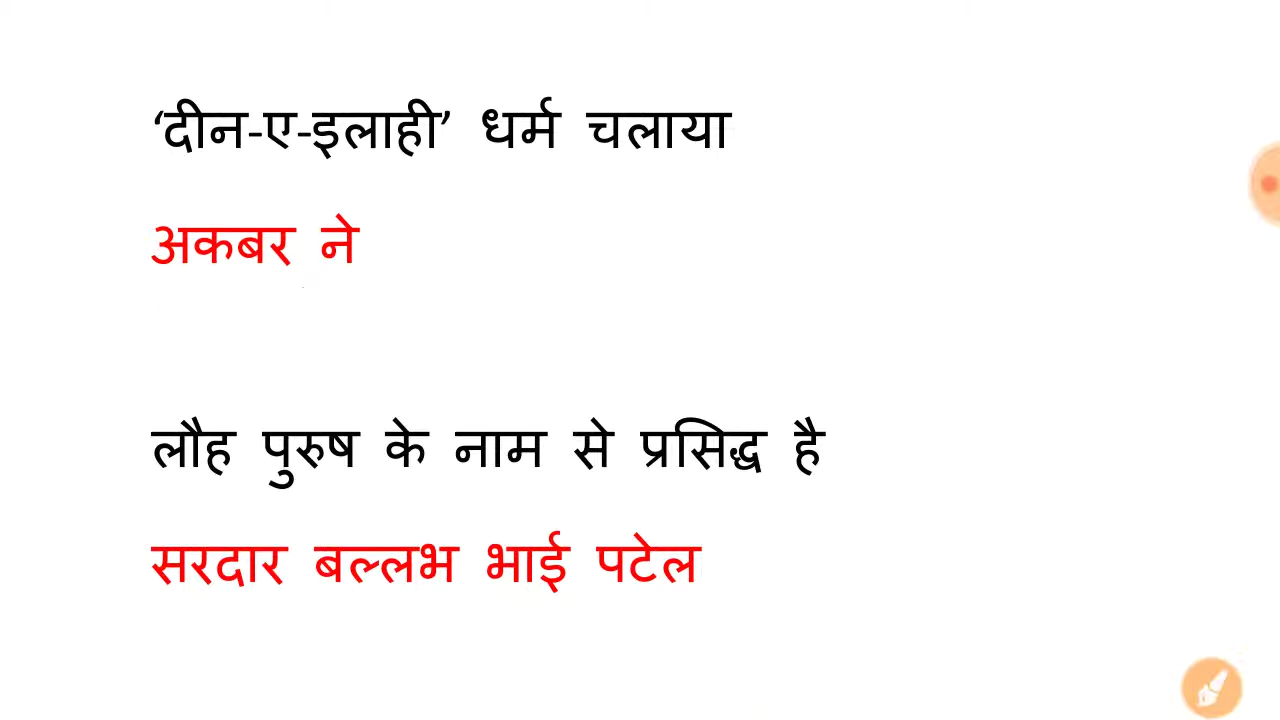 ‘दीन-ए-इलाही’ धर्म चलाया
अकबर ने
लौह पुरुष के नाम से प्रसिद्ध है
सरदार बल्लभ भाई पटेल